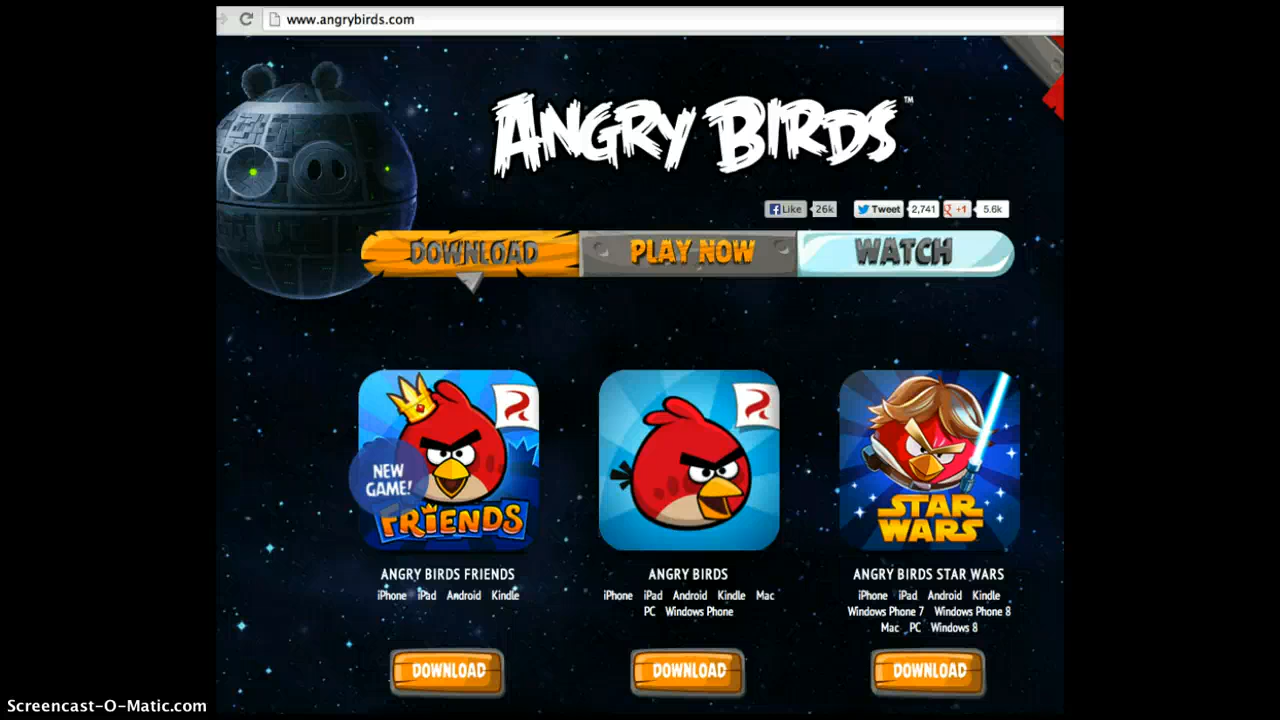 www.angrybirds.com
ANGRY BIRDS™
Like 26k Tweet 2,741 +1 5.6k
DOWNLOAD PLAY NOW WATCH
NEW
GAME!
FRIENDS
STAR
WARS
ANGRY BIRDS FRIENDS
iPhone iPad Android Kindle
ANGRY BIRDS
iPhone iPad Android Kindle Mac
PC Windows Phone
ANGRY BIRDS STAR WARS
iPhone iPad Android Kindle
Windows Phone 7 Windows Phone 8
Mac PC Windows 8
DOWNLOAD DOWNLOAD DOWNLOAD
Screencast-O-Matic.com